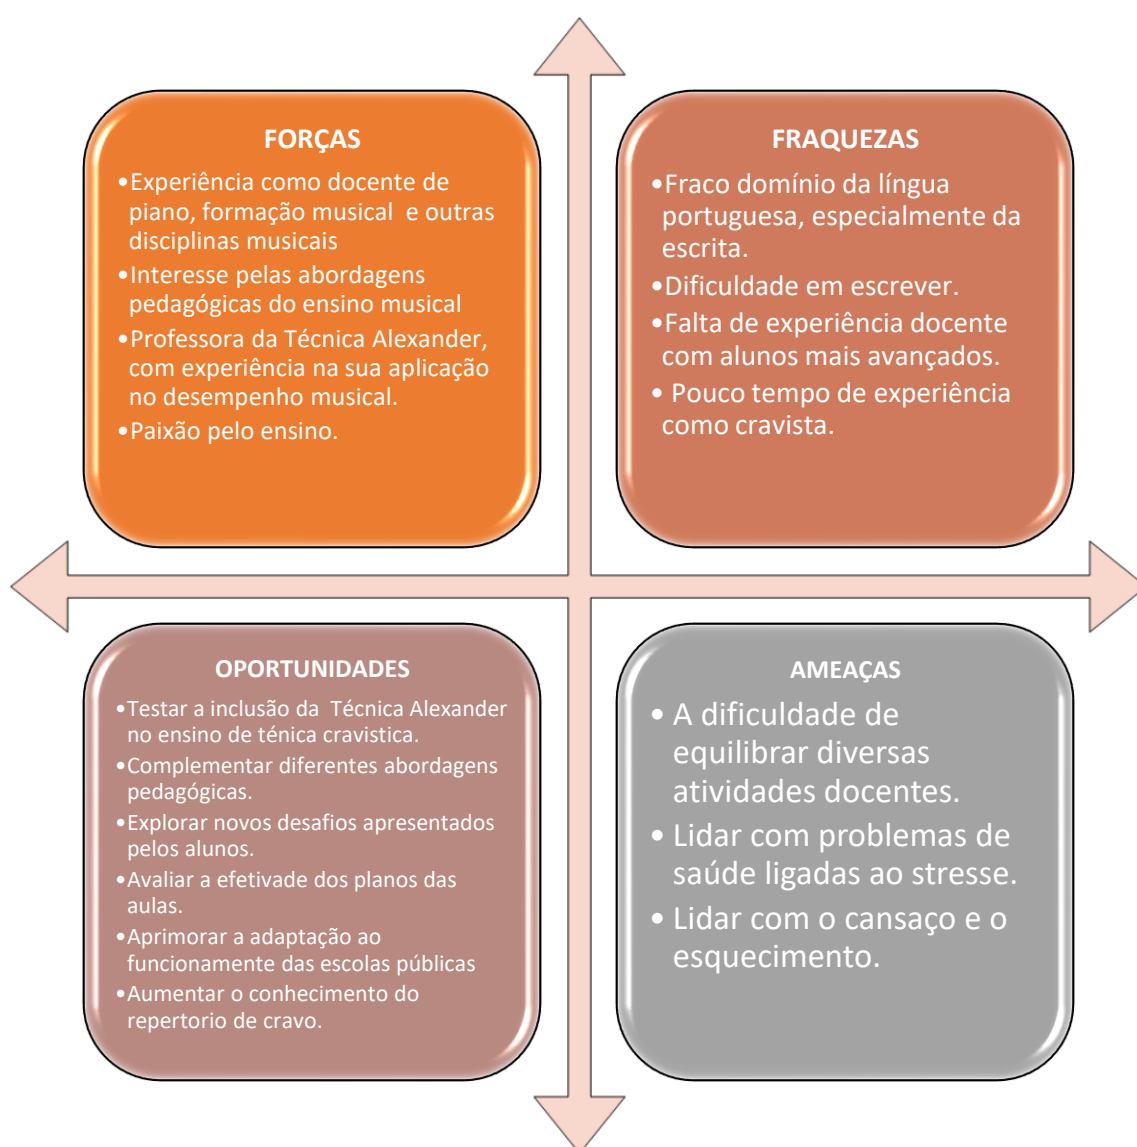 FORÇAS
•Experiência como docente de
piano, formação musical e outras
disciplinas musicais
•Interesse pelas abordagens
pedagógicas do ensino musical
•Professora da Técnica Alexander,
com experiência na sua aplicação
no desempenho musical.
•Paixão pelo ensino.
FRAQUEZAS
•Fraco domínio da língua
portuguesa, especialmente da
escrita.
•Dificuldade em escrever.
•Falta de experiência docente
com alunos mais avançados.
• Pouco tempo de experiência
como cravista.
OPORTUNIDADES
•Testar a inclusão da Técnica Alexander
no ensino de ténica cravistica.
•Complementar diferentes abordagens
pedagógicas.
•Explorar novos desafios apresentados
pelos alunos.
•Avaliar a efetivade dos planos das
aulas.
•Aprimorar a adaptação ao
funcionamente das escolas públicas
•Aumentar o conhecimento do
repertorio de cravo.
AMEAÇAS
• A dificuldade de
equilibrar diversas
atividades docentes.
• Lidar com problemas de
saúde ligadas ao stresse.
• Lidar com o cansaço e o
esquecimento.